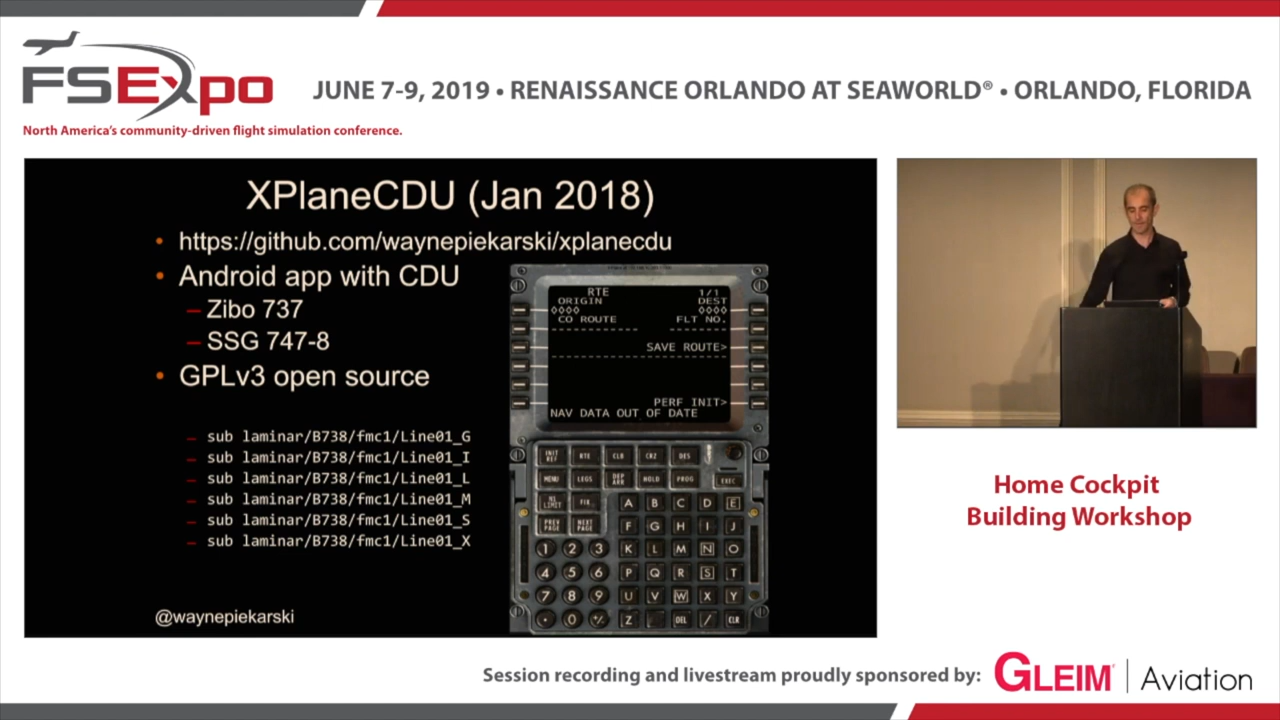 FSExpo
JUNE 7-9, 2019 • RENAISSANCE ORLANDO AT SEAWORLD® • ORLANDO, FLORIDA
North America's community-driven flight simulation conference.
XPlaneCDU (Jan 2018)
• https://github.com/waynepiekarski/xplanecdu
• Android app with CDU
– Zibo 737
– SSG 747-8
• GPLv3 open source
– sub laminar/B738/fmc1/Line01_G
– sub laminar/B738/fmc1/Line01_I
– sub laminar/B738/fmc1/Line01_L
– sub laminar/B738/fmc1/Line01_M
– sub laminar/B738/fmc1/Line01_S
– sub laminar/B738/fmc1/Line01_X
@waynepiekarski
RTE 1/1
ORIGIN DEST
CO ROUTE FLT NO.
SAVE ROUTE>
PERF INIT>
NAV DATA OUT OF DATE
INIT REF RTE CLB CRZ DES
MENU LEGS DEP ARR HOLD PROG EXEC
N1 LIMIT FIX A B C D E
PREV PAGE NEXT PAGE F G H I J
1 2 3 K L M N O
4 5 6 P Q R S T
7 8 9 U V W X Y
. 0 +/- Z DEL / CLR
Home Cockpit
Building Workshop
Session recording and livestream proudly sponsored by: GLEIM® | Aviation